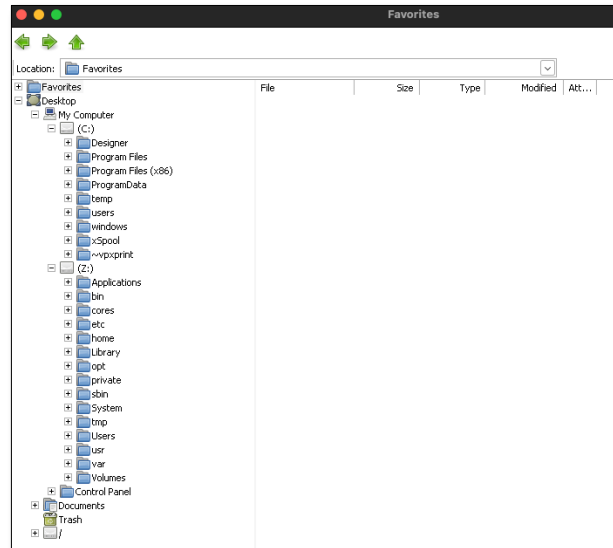 Favorites
Location: Favorites
Favorites
File Size Type Modified Att...
Desktop
My Computer
(C:)
Designer
Program Files
Program Files (x86)
ProgramData
temp
users
windows
xSpool
~vpxprint
(Z:)
Applications
bin
cores
etc
home
Library
opt
private
sbin
System
tmp
Users
usr
var
Volumes
Control Panel
Documents
Trash
/